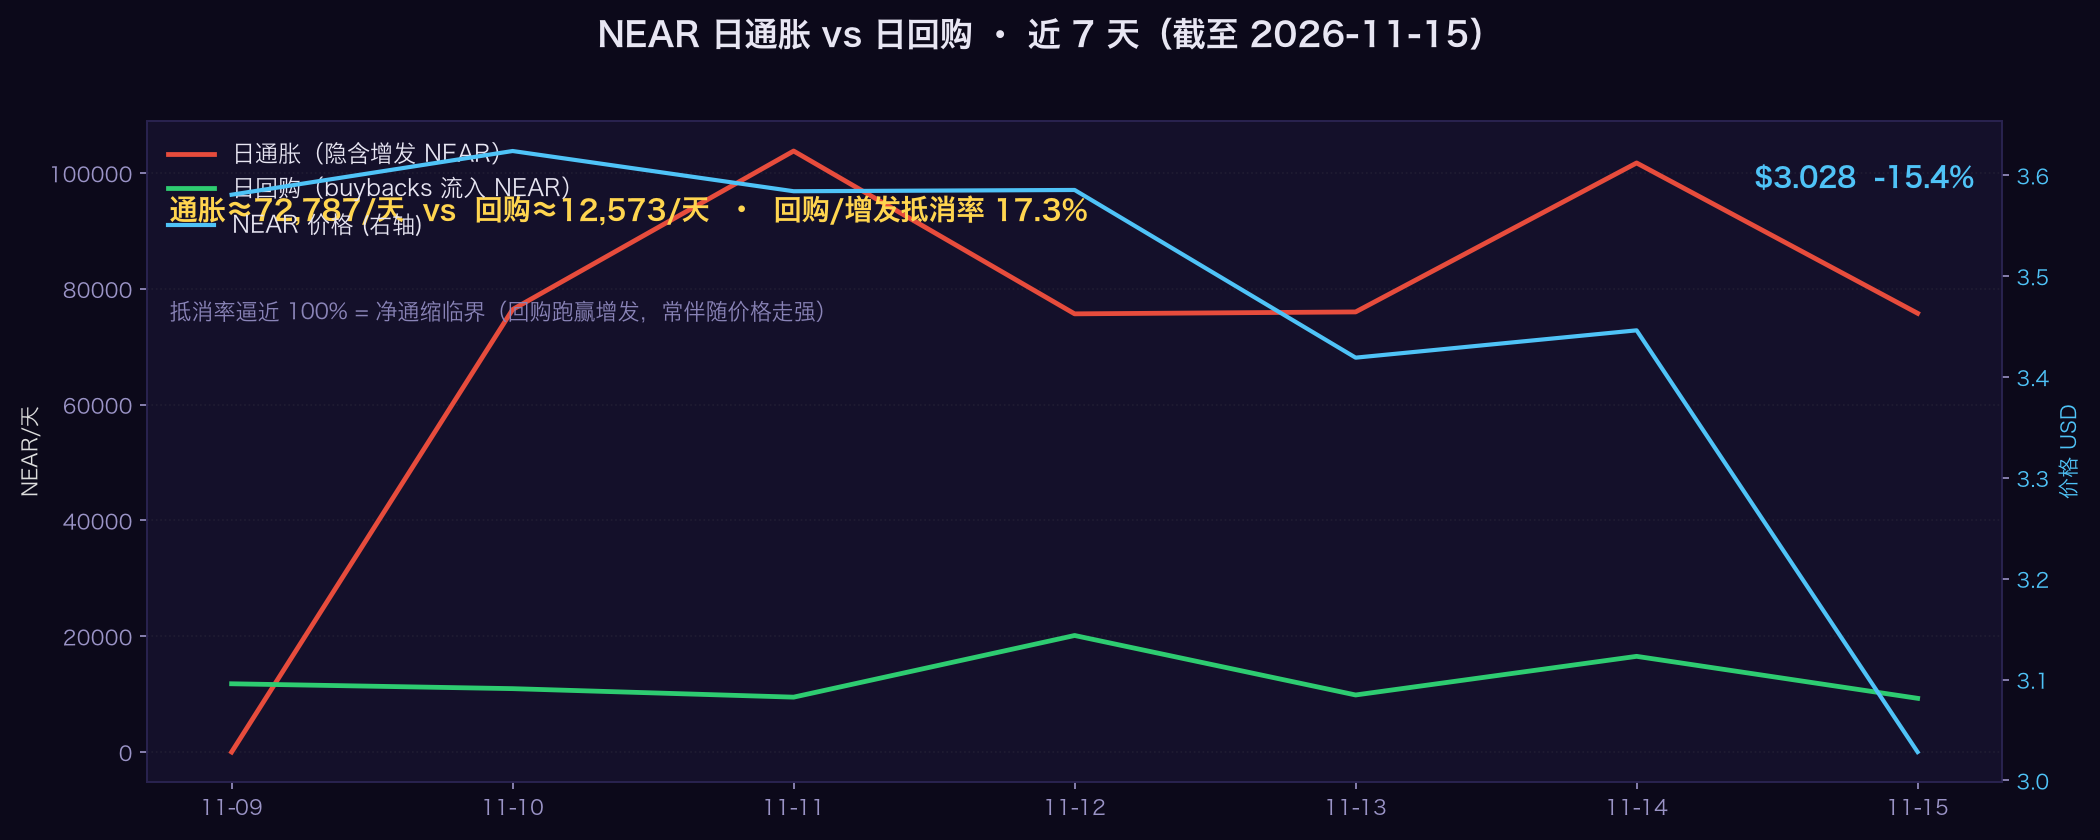 NEAR 日通胀 vs 日回购 · 近 7 天（截至 2026-11-15）
日通胀（隐含增发 NEAR）
日回购（buybacks 流入 NEAR）
通胀≈72,787/天 vs 回购≈12,573/天 · 回购/增发抵消率 17.3%
NEAR 价格 (右轴)
$3.028 -15.4%
抵消率逼近 100% = 净通缩临界（回购跑赢增发，常伴随价格走强）
NEAR/天
100000
80000
60000
40000
20000
0
价格 USD
3.6
3.5
3.4
3.3
3.2
3.1
3.0
11-09
11-10
11-11
11-12
11-13
11-14
11-15